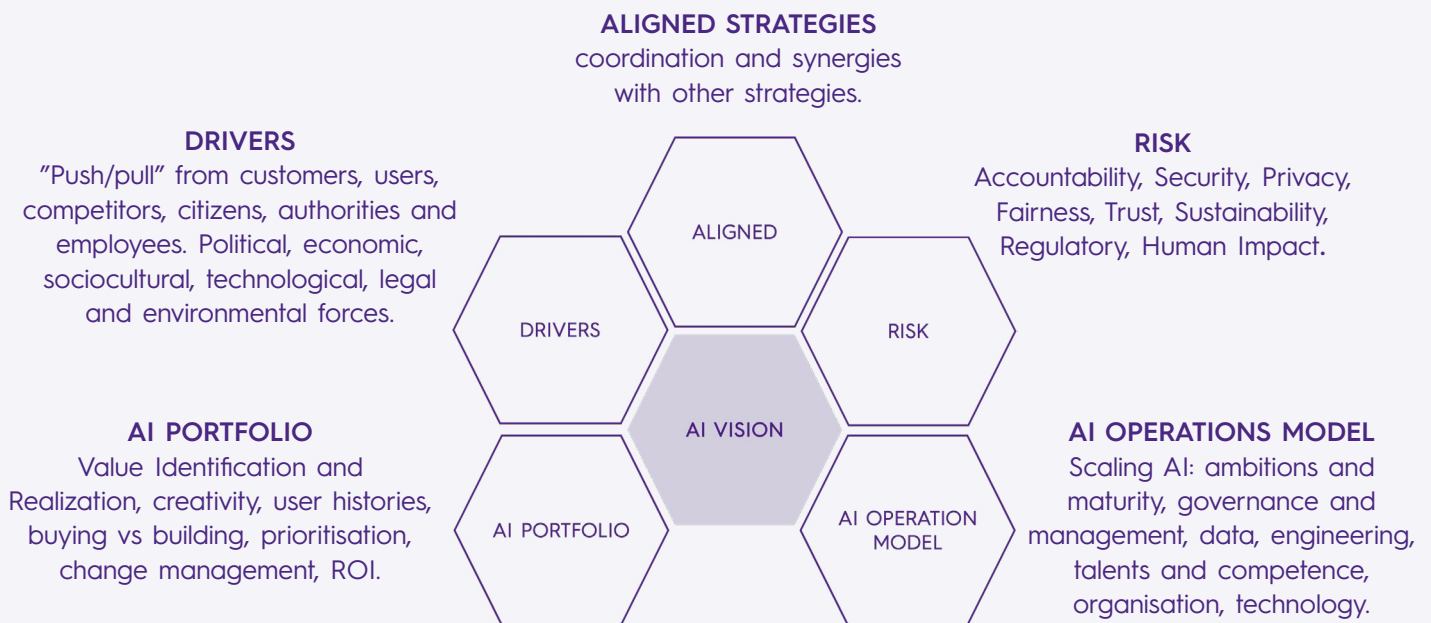 ALIGNED STRATEGIES
coordination and synergies
with other strategies.
DRIVERS
"Push/pull" from customers, users,
competitors, citizens, authorities and
employees. Political, economic,
sociocultural, technological, legal
and environmental forces.
RISK
Accountability, Security, Privacy,
Fairness, Trust, Sustainability,
Regulatory, Human Impact.
ALIGNED
DRIVERS
RISK
AI VISION
AI PORTFOLIO
Value Identification and
Realization, creativity, user histories,
buying vs building, prioritisation,
change management, ROI.
AI PORTFOLIO
AI OPERATION
MODEL
AI OPERATIONS MODEL
Scaling AI: ambitions and
maturity, governance and
management, data, engineering,
talents and competence,
organisation, technology.